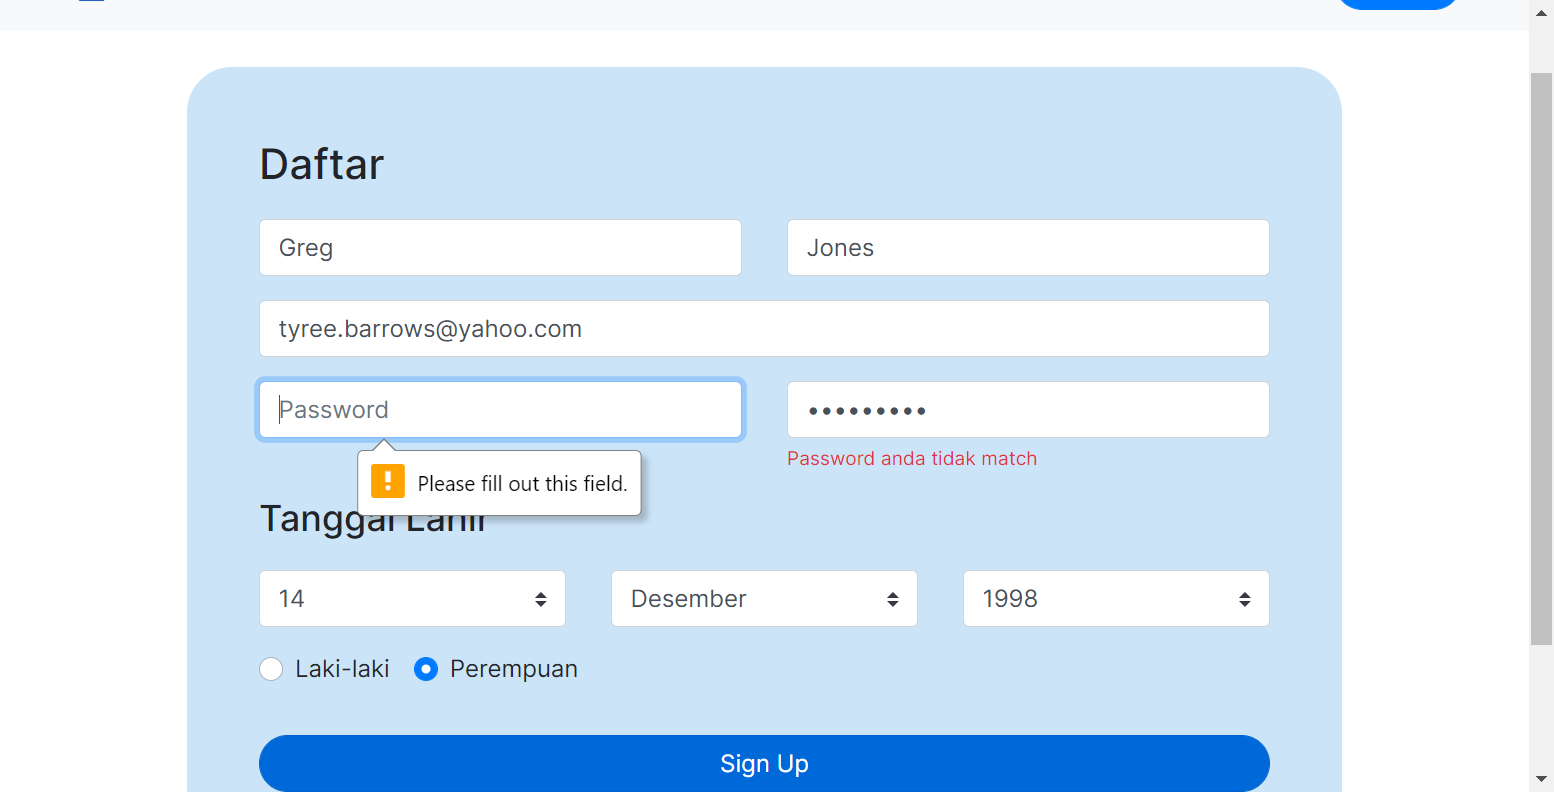 Daftar
Greg
Jones
tyree.barrows@yahoo.com
Password
•••••••••
Password anda tidak match
Please fill out this field.
Tanggal Lahir
14
Desember
1998
Laki-laki
Perempuan
Sign Up